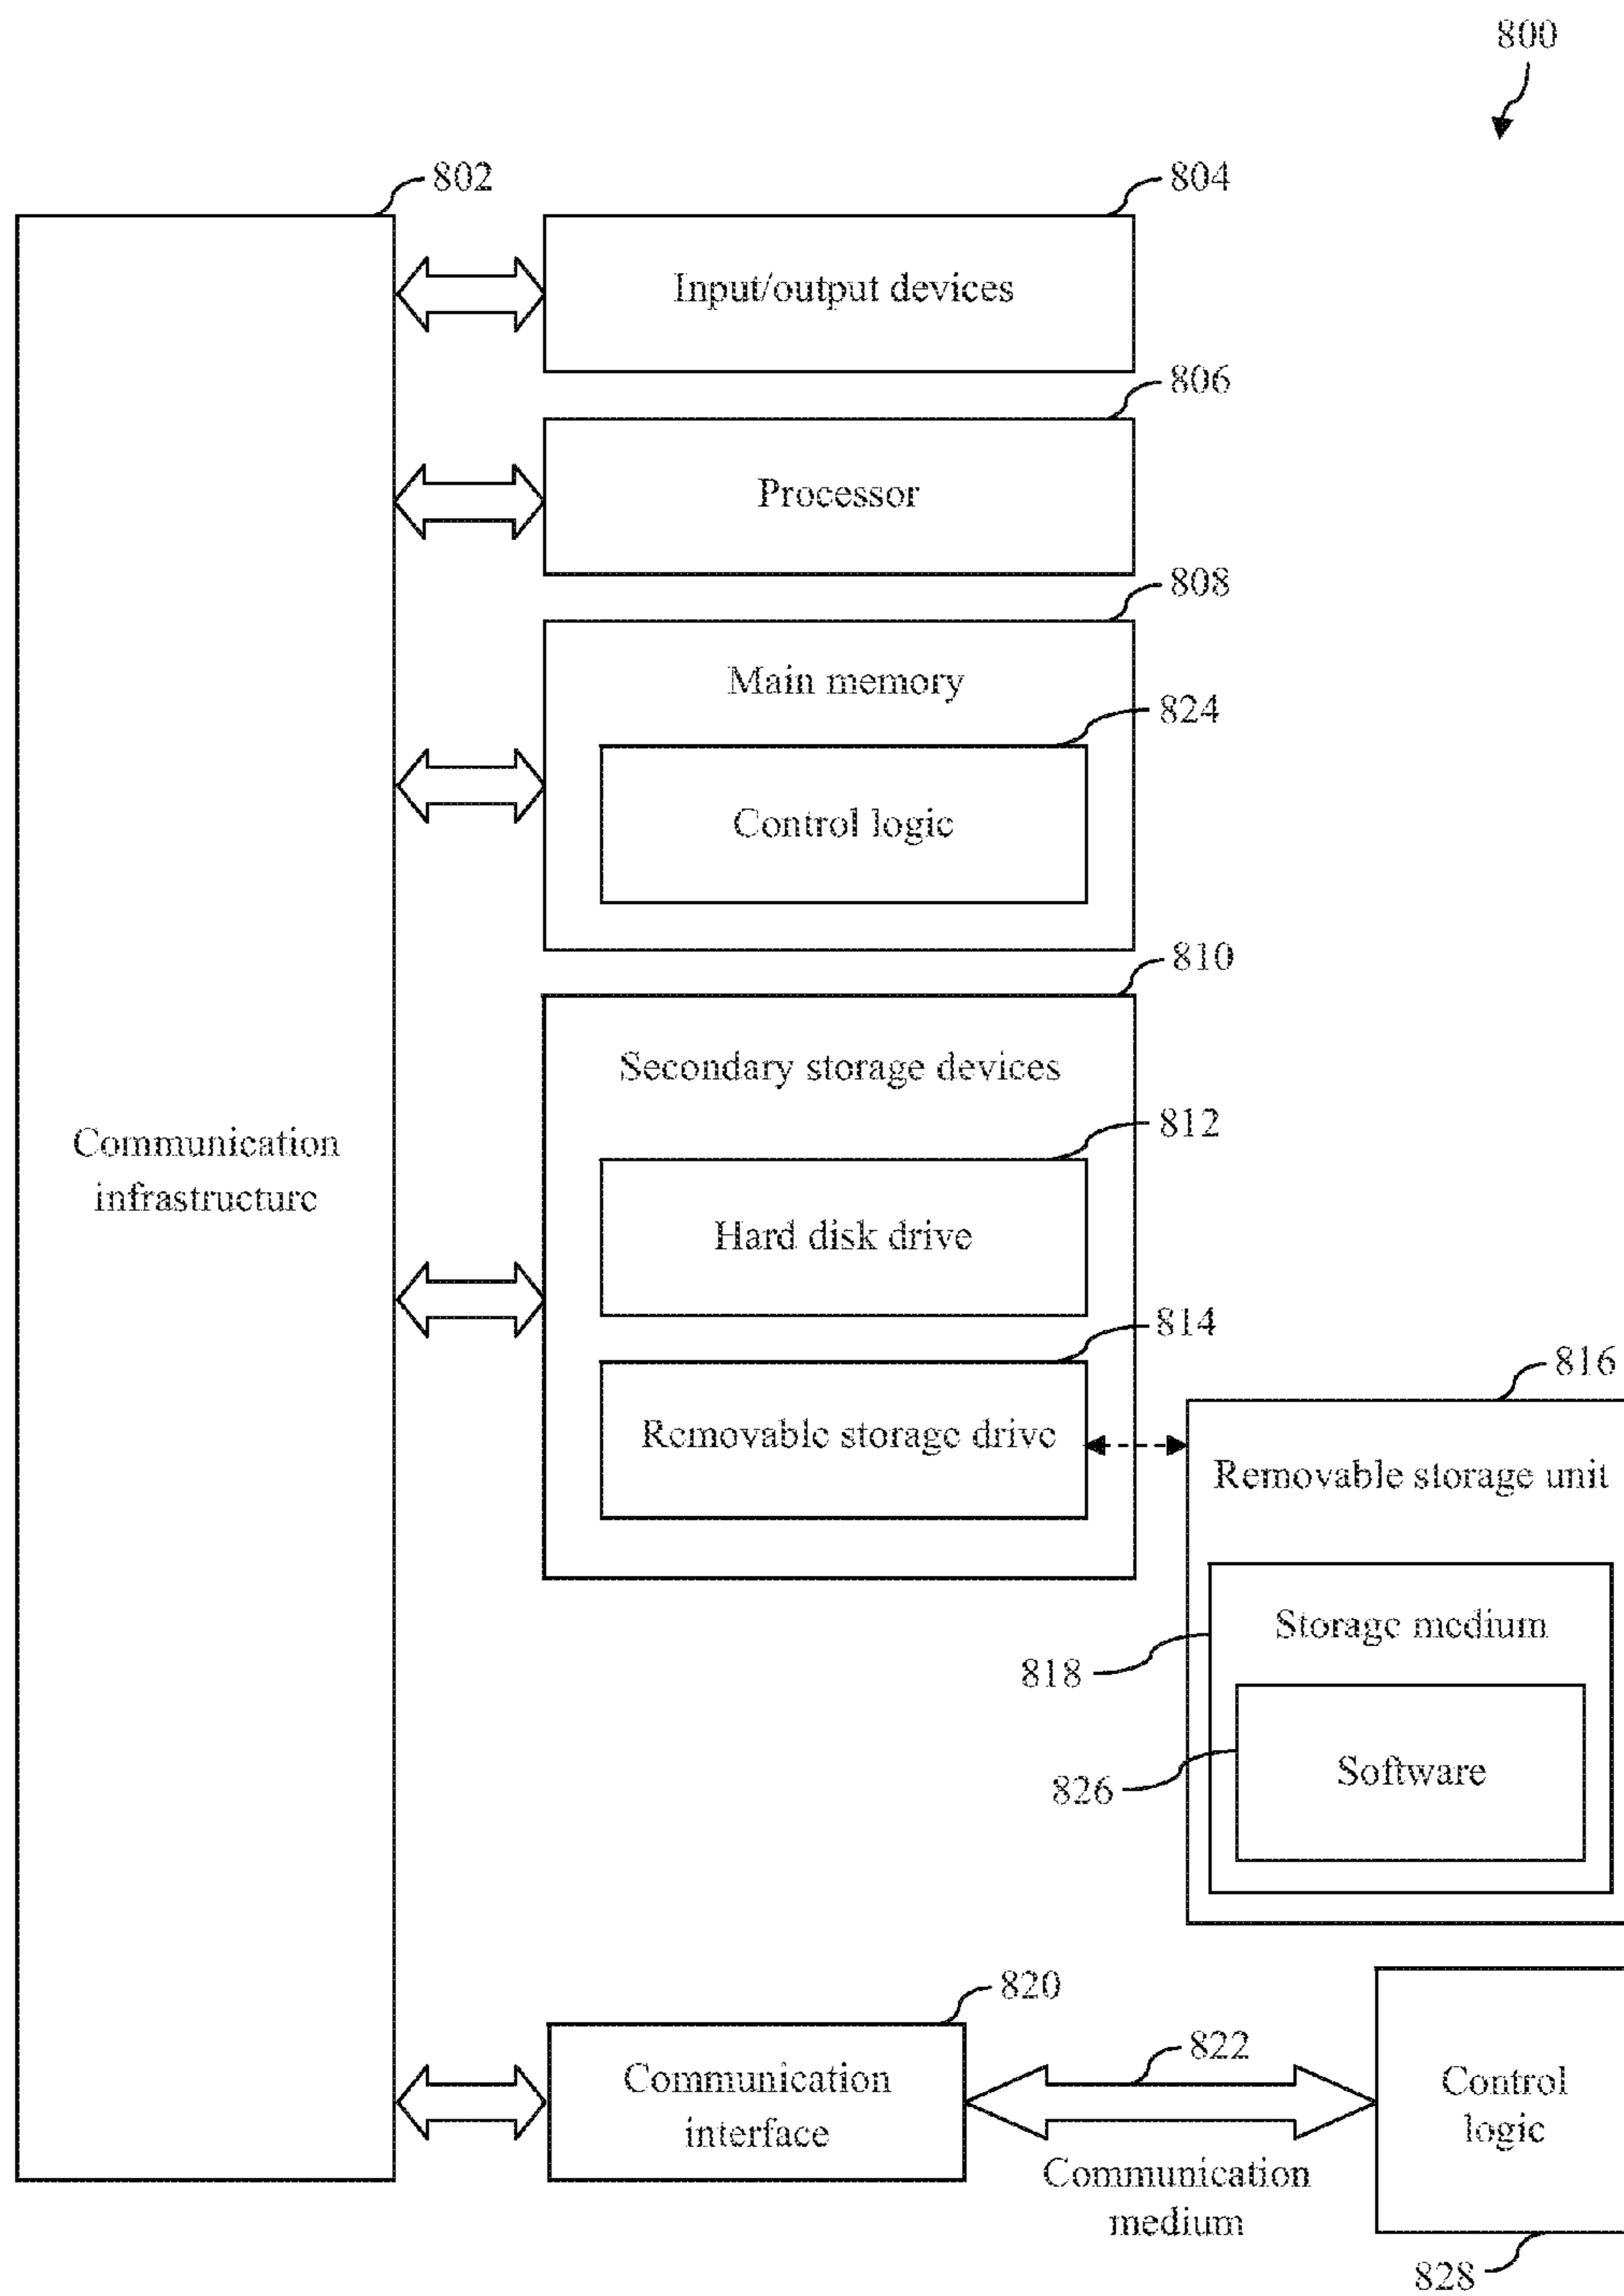 800
802
804
Input/output devices
806
Processor
808
Main memory
824
Control logic
810
Secondary storage devices
812
Communication
infrastructure
Hard disk drive
814
816
Removable storage drive
Removable storage unit
Storage medium
818
826
Software
820
822
Communication
interface
Control
logic
Communication
medium
828